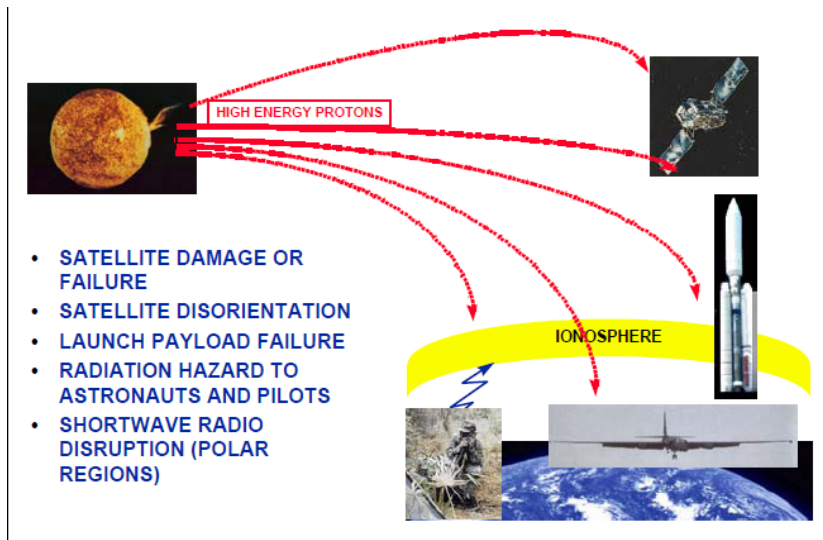 HIGH ENERGY PROTONS
• SATELLITE DAMAGE OR
FAILURE
• SATELLITE DISORIENTATION
• LAUNCH PAYLOAD FAILURE
• RADIATION HAZARD TO
ASTRONAUTS AND PILOTS
• SHORTWAVE RADIO
DISRUPTION (POLAR
REGIONS)
IONOSPHERE